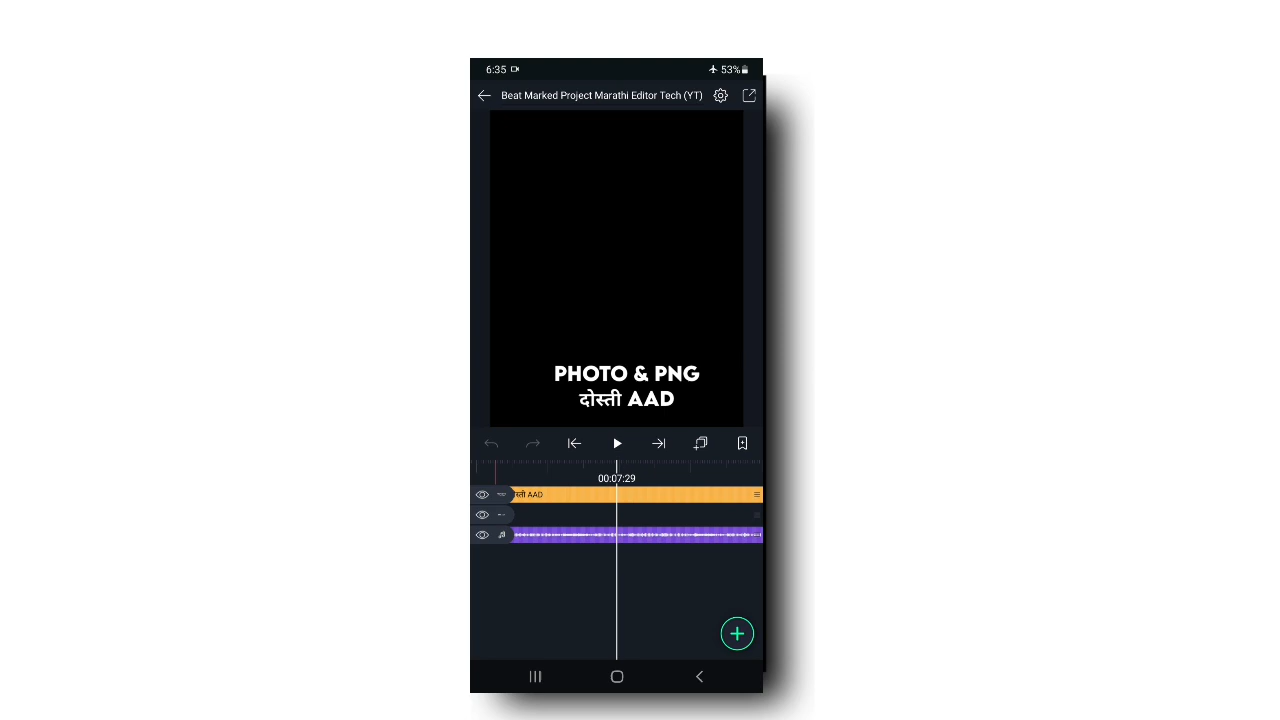 6:35 53%
Beat Marked Project Marathi Editor Tech (YT)
PHOTO & PNG
दोस्ती AAD
00:07:29
स्ती AAD